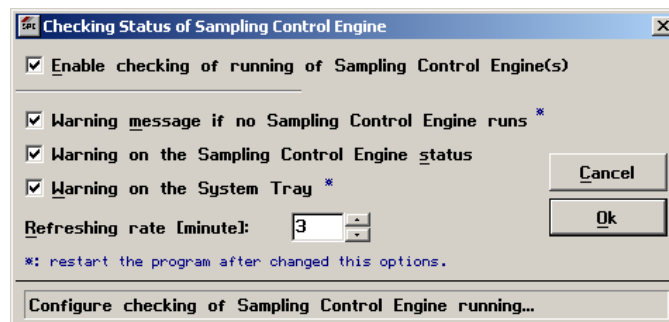 SPC Checking Status of Sampling Control Engine X
Enable checking of running of Sampling Control Engine(s)
Warning message if no Sampling Control Engine runs *
Warning on the Sampling Control Engine status
Warning on the System Tray *
Cancel
Refreshing rate [minute]: 3
Ok
*: restart the program after changed this options.
Configure checking of Sampling Control Engine running...